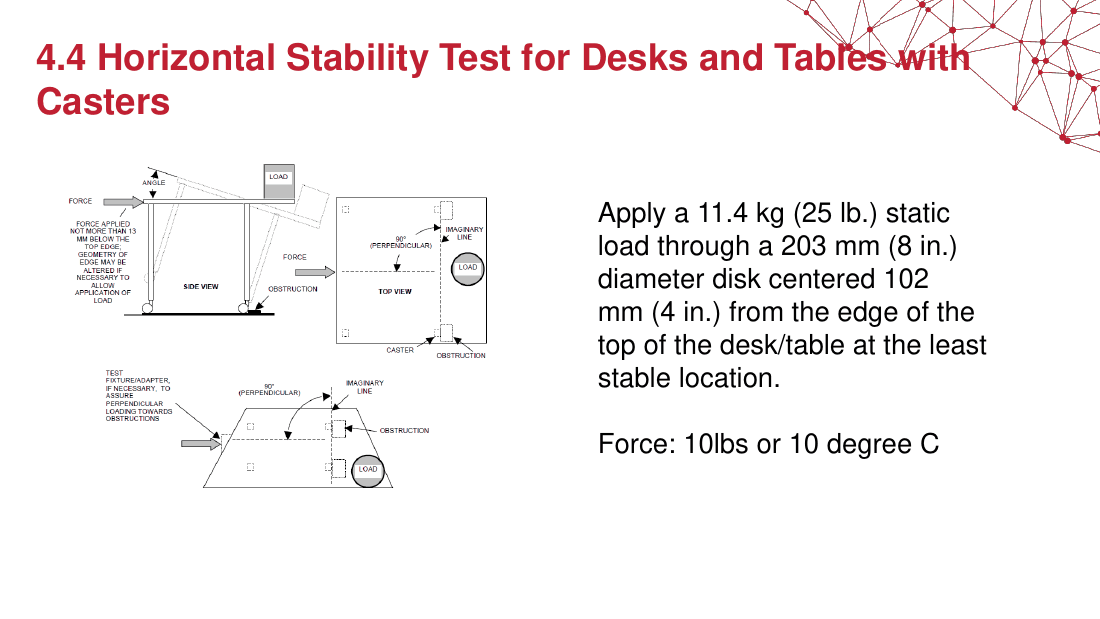 4.4 Horizontal Stability Test for Desks and Tables with
Casters
LOAD
ANGLE
FORCE
FORCE APPLIED
NOT MORE THAN 13
MM BELOW THE
TOP EDGE;
GEOMETRY OF
EDGE MAY BE
ALTERED IF
NECESSARY TO
ALLOW
APPLICATION OF
LOAD
SIDE VIEW
FORCE
OBSTRUCTION
90°
(PERPENDICULAR)
IMAGINARY
LINE
LOAD
TOP VIEW
CASTER
OBSTRUCTION
TEST
FIXTURE/ADAPTER,
IF NECESSARY, TO
ASSURE
PERPENDICULAR
LOADING TOWARDS
OBSTRUCTIONS
90°
(PERPENDICULAR)
IMAGINARY
LINE
OBSTRUCTION
LOAD
Apply a 11.4 kg (25 lb.) static
load through a 203 mm (8 in.)
diameter disk centered 102
mm (4 in.) from the edge of the
top of the desk/table at the least
stable location.
Force: 10lbs or 10 degree C